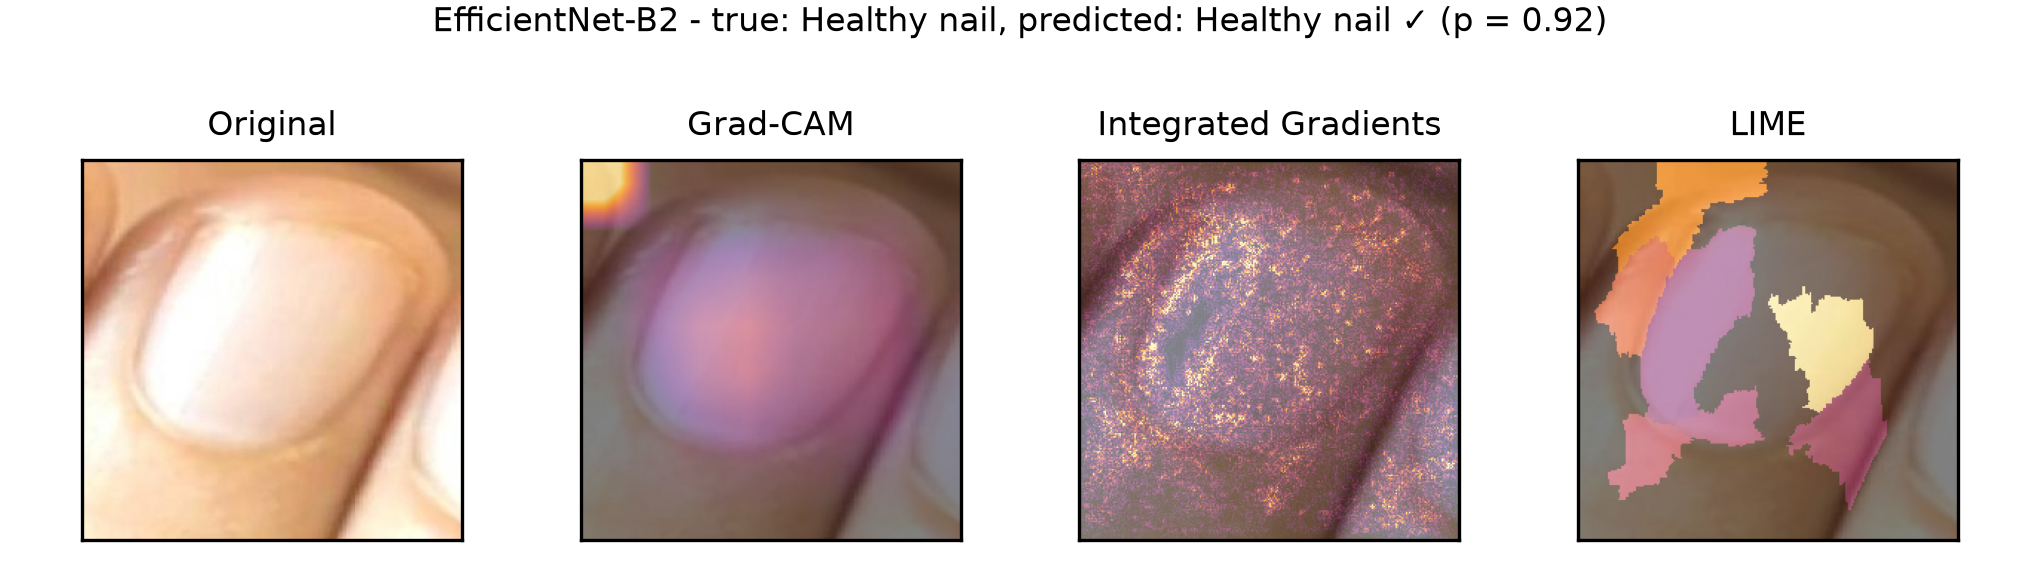 EfficientNet-B2 - true: Healthy nail, predicted: Healthy nail ✓ (p = 0.92)
Original
Grad-CAM
Integrated Gradients
LIME